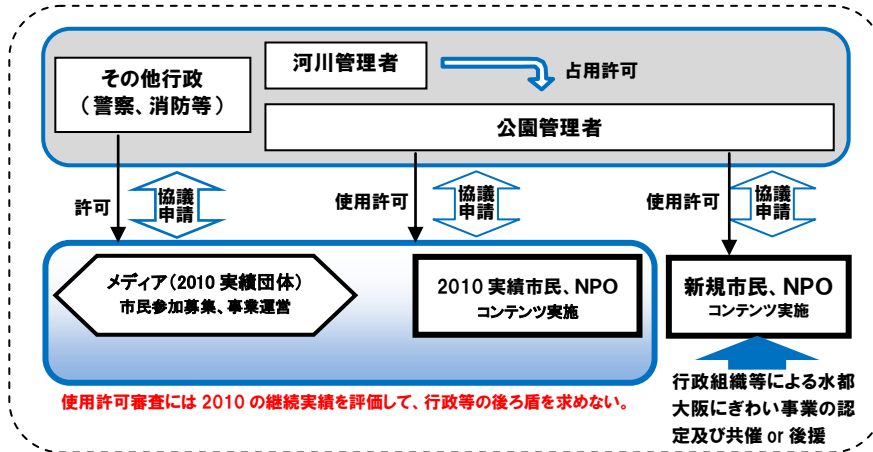 その他行政
（警察、消防等）
河川管理者
占用許可
公園管理者
許可
協議
申請
使用許可
協議
申請
使用許可
協議
申請
メディア（2010 実績団体）
市民参加募集、事業運営
2010 実績市民、NPO
コンテンツ実施
新規市民、NPO
コンテンツ実施
使用許可審査には 2010 の継続実績を評価して、行政等の後ろ盾を求めない。
行政組織等による水都
大阪にぎわい事業の認
定及び共催 or 後援